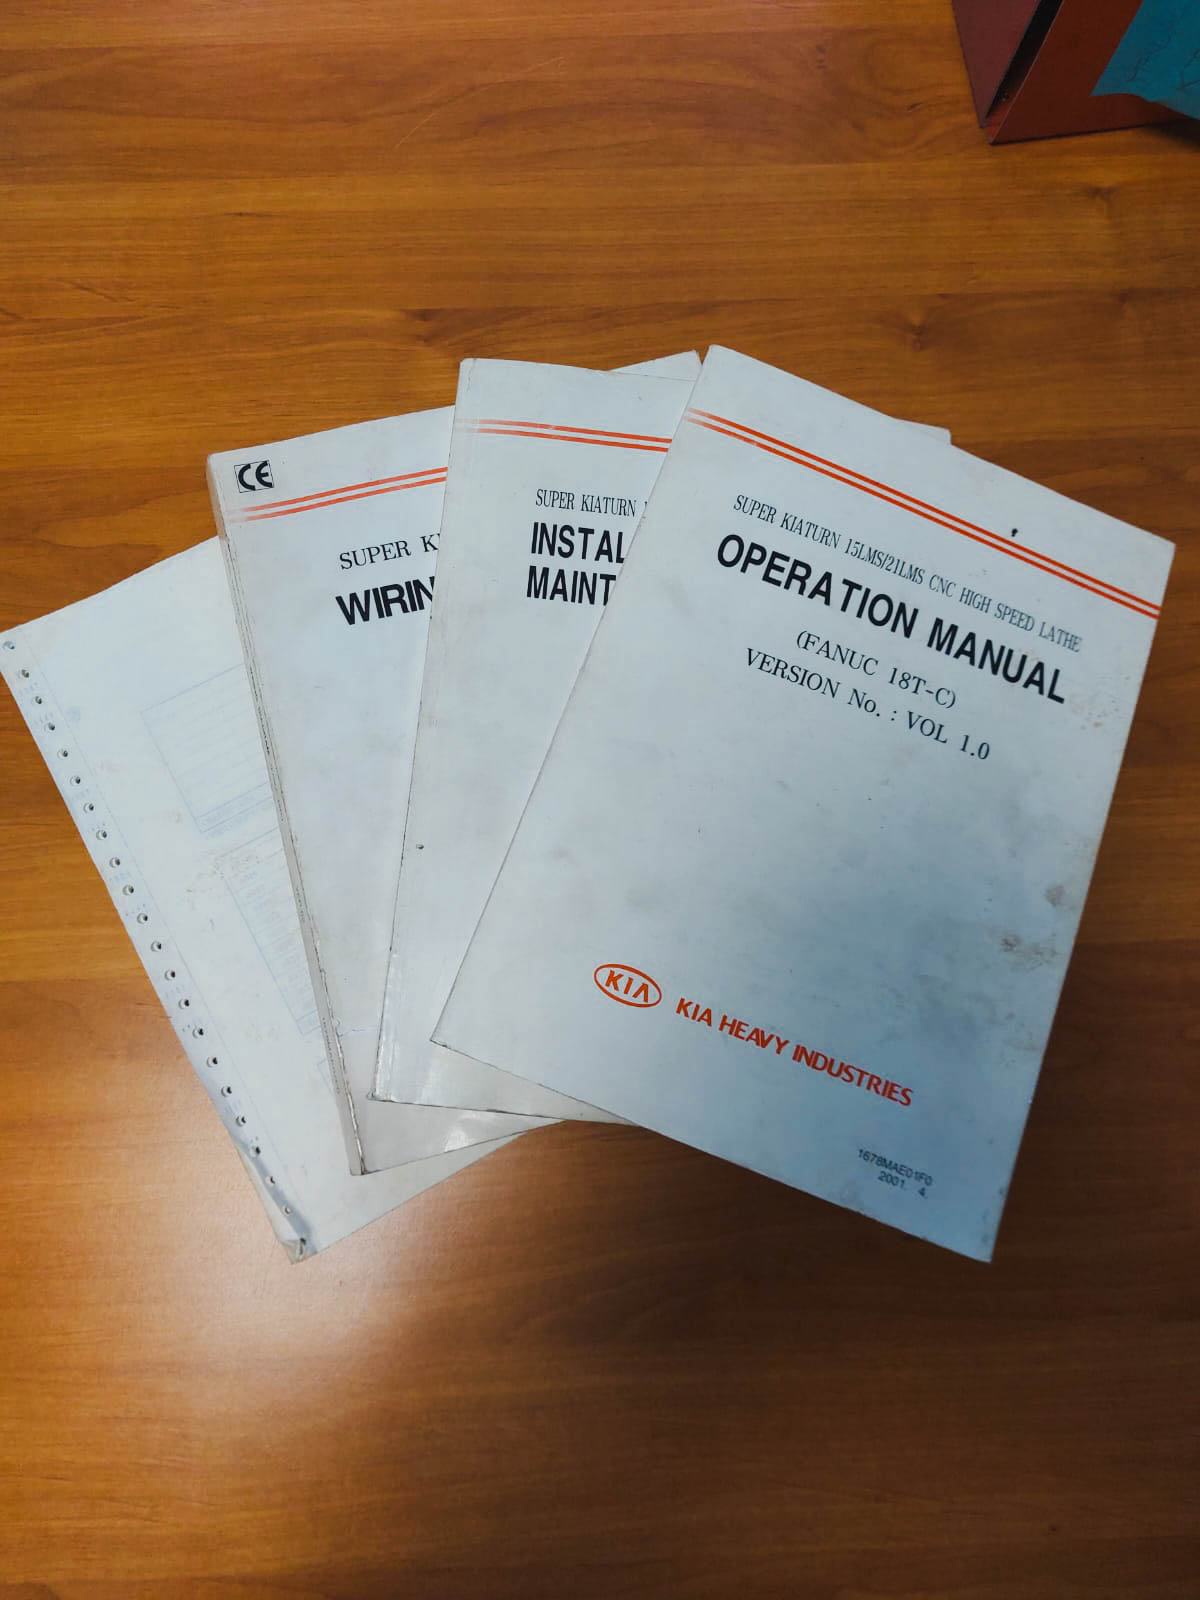 CE
SUPER K
WIRIN
SUPER KIATURN
INSTAL
MAINT
SUPER KIATURN 15LMS/21LMS CNC HIGH SPEED LATHE
OPERATION MANUAL
(FANUC 18T-C)
VERSION No. : VOL 1.0
KIA KIA HEAVY INDUSTRIES
1678MAE01F0
2001. 4.